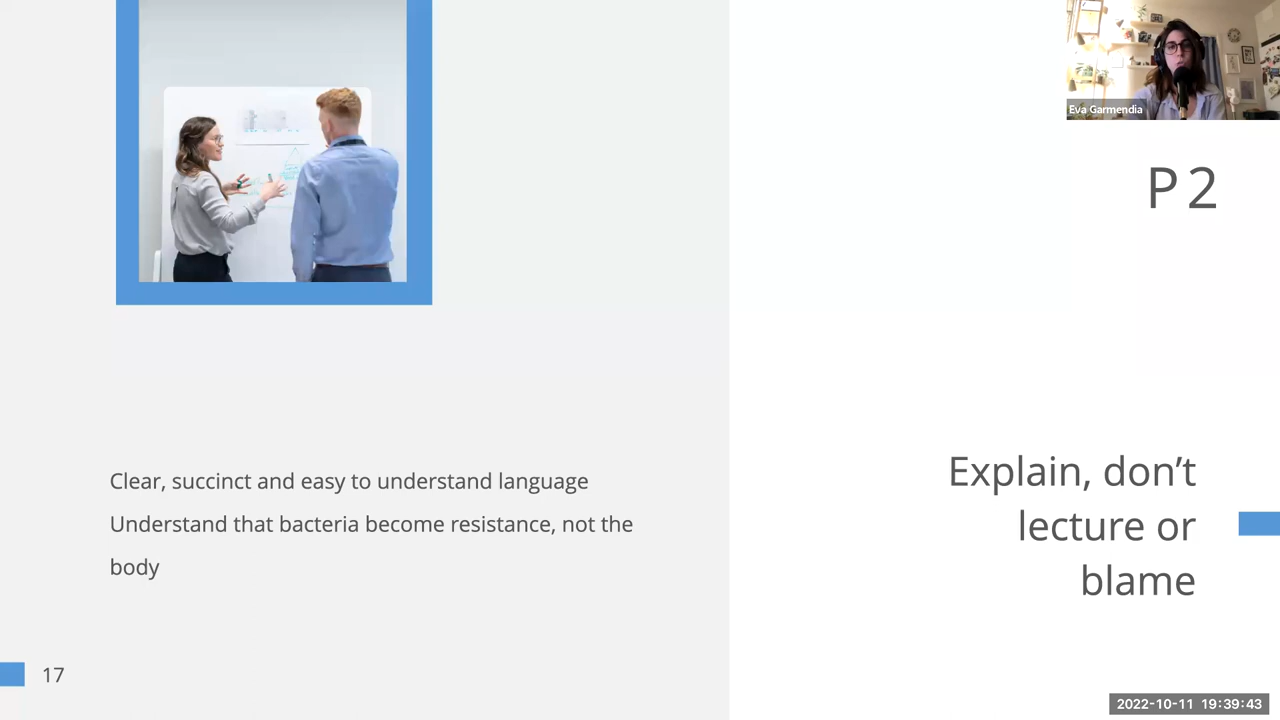 Eva Garmendia
P2
Clear, succinct and easy to understand language
Understand that bacteria become resistance, not the
body
Explain, don’t
lecture or
blame
17
2022-10-11 19:39:43